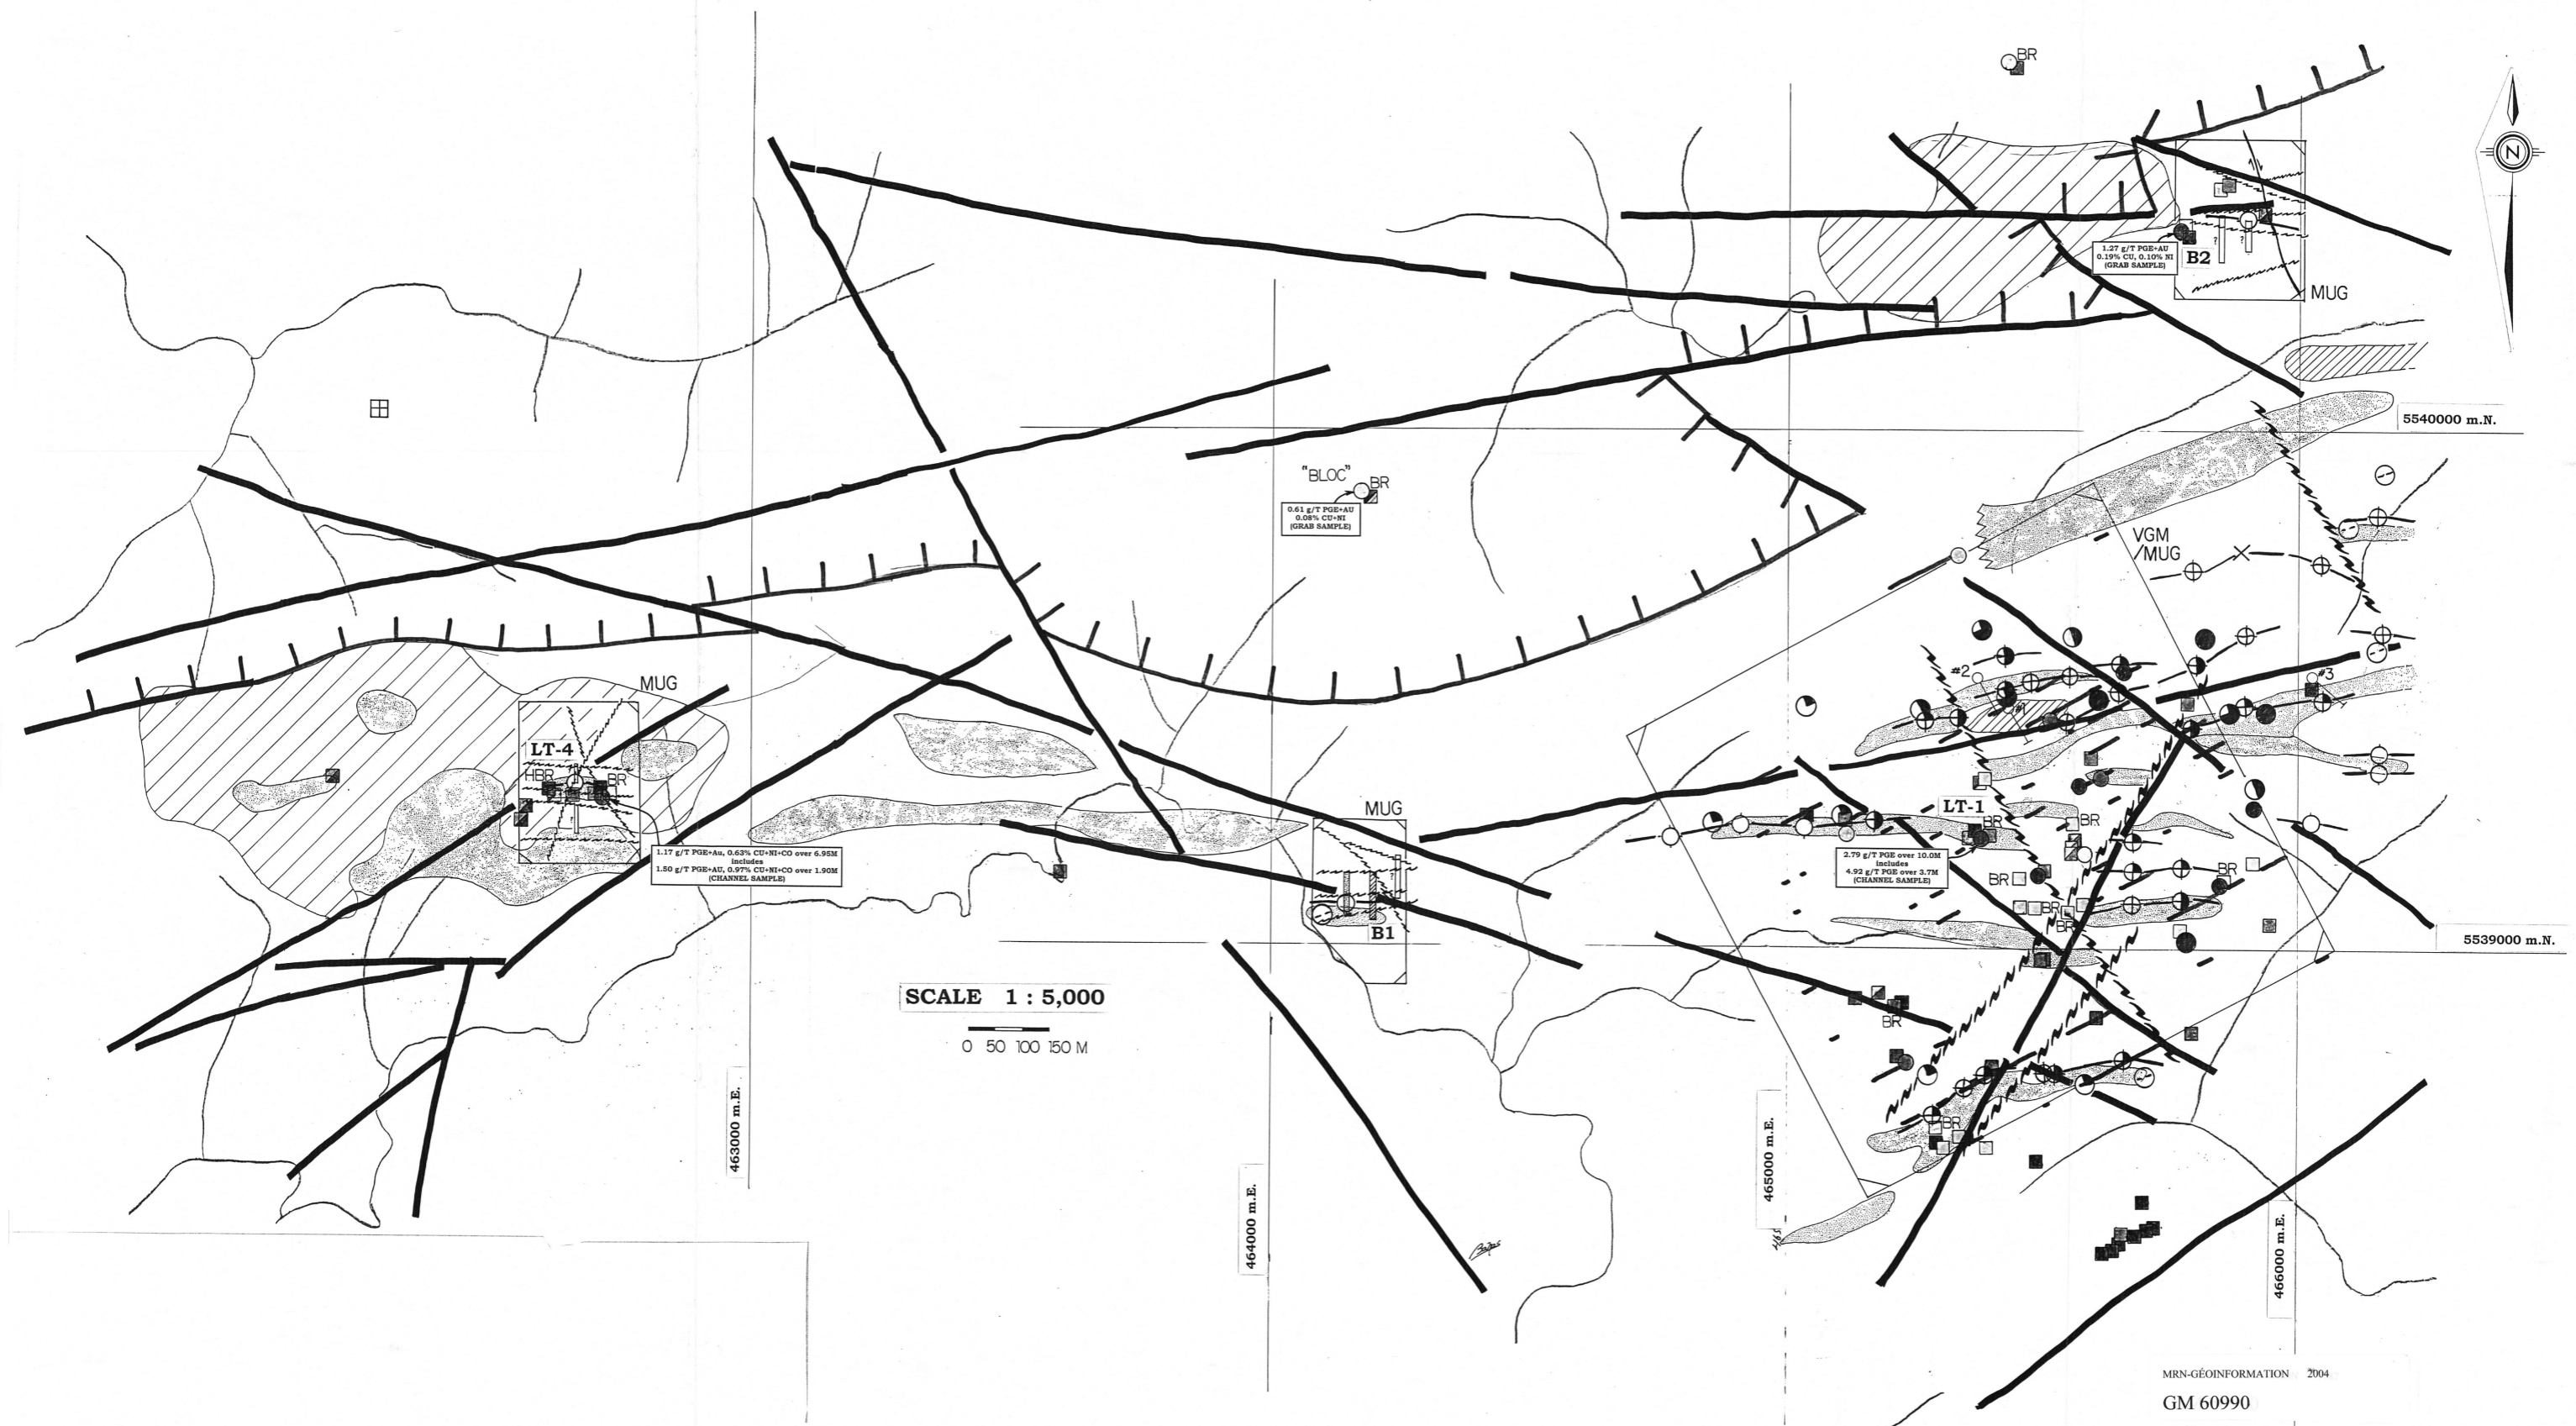 BR
N
1.27 g/T PGE+AU
0.19% CU, 0.10% NI
(GRAB SAMPLE)
B2
?
?
MUG
5540000 m.N.
"BLOC"
BR
0.61 g/T PGE+AU
0.08% CU+NI
(GRAB SAMPLE)
VGM
/MUG
#2
#3
#1
MUG
LT-4
HBR
BR
1.17 g/T PGE+Au, 0.63% CU+NI+CO over 6.95M
includes
1.50 g/T PGE+AU, 0.97% CU+NI+CO over 1.90M
(CHANNEL SAMPLE)
MUG
?
B1
LT-1
BR
BR
2.79 g/T PGE over 10.0M
includes
4.92 g/T PGE over 3.7M
(CHANNEL SAMPLE)
BR
BR
BR
BR
5539000 m.N.
SCALE 1 : 5,000
0 50 100 150 M
BR
BR
463000 m.E.
464000 m.E.
465000 m.E.
466000 m.E.
MRN-GÉOINFORMATION 2004
GM 60990